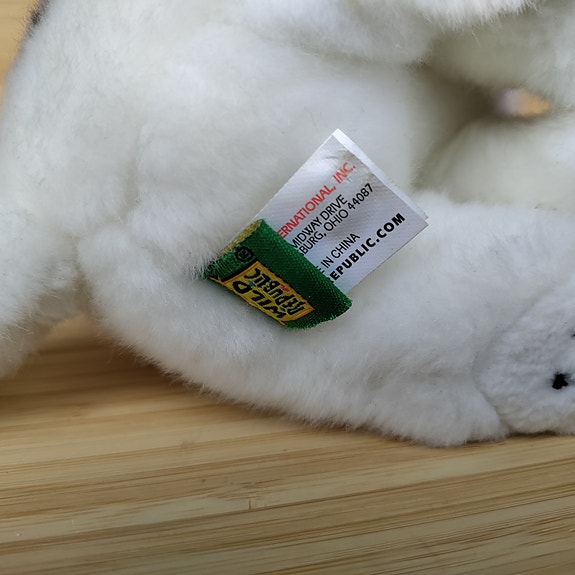 ERNATIONAL, INC.
MIDWAY DRIVE
BURG, OHIO 44087
IN CHINA
EPUBLIC.COM
WILD
REPUBLIC
®